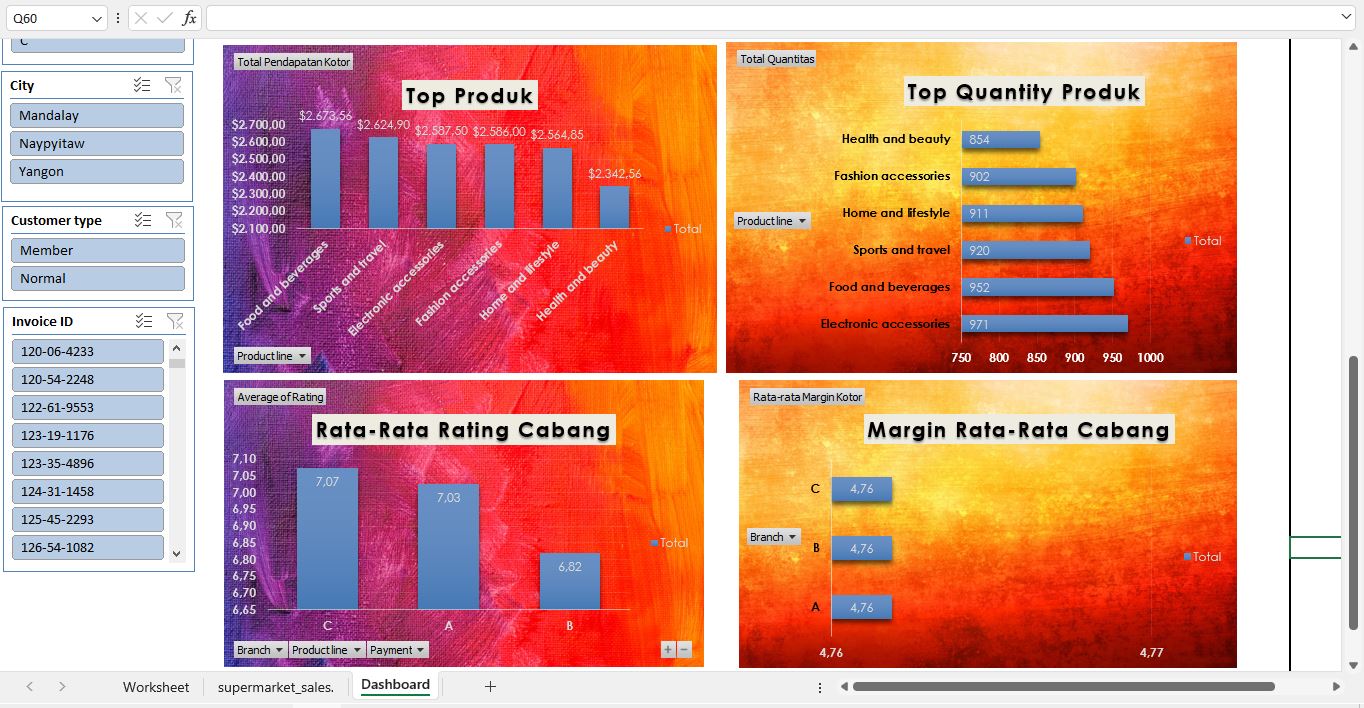 Q60
fx
C
City
Mandalay
Naypyitaw
Yangon
Customer type
Member
Normal
Invoice ID
120-06-4233
120-54-2248
122-61-9553
123-19-1176
123-35-4896
124-31-1458
125-45-2293
126-54-1082
Total Pendapatan Kotor
Top Produk
$2.700,00
$2.600,00
$2.500,00
$2.400,00
$2.300,00
$2.200,00
$2.100,00
$2.673,56
$2.624,90
$2.587,50
$2.586,00
$2.564,85
$2.342,56
Food and beverages
Sports and travel
Electronic accessories
Fashion accessories
Home and lifestyle
Health and beauty
Total
Product line
Total Quantitas
Top Quantity Produk
Product line
Health and beauty 854
Fashion accessories 902
Home and lifestyle 911
Sports and travel 920
Food and beverages 952
Electronic accessories 971
750 800 850 900 950 1000
Total
Average of Rating
Rata-Rata Rating Cabang
7,10
7,05
7,00
6,95
6,90
6,85
6,80
6,75
6,70
6,65
7,07
7,03
6,82
C A B
Total
Branch Product line Payment
+ −
Rata-rata Margin Kotor
Margin Rata-Rata Cabang
Branch
C 4,76
B 4,76
A 4,76
4,76 4,77
Total
Worksheet supermarket_sales. Dashboard +